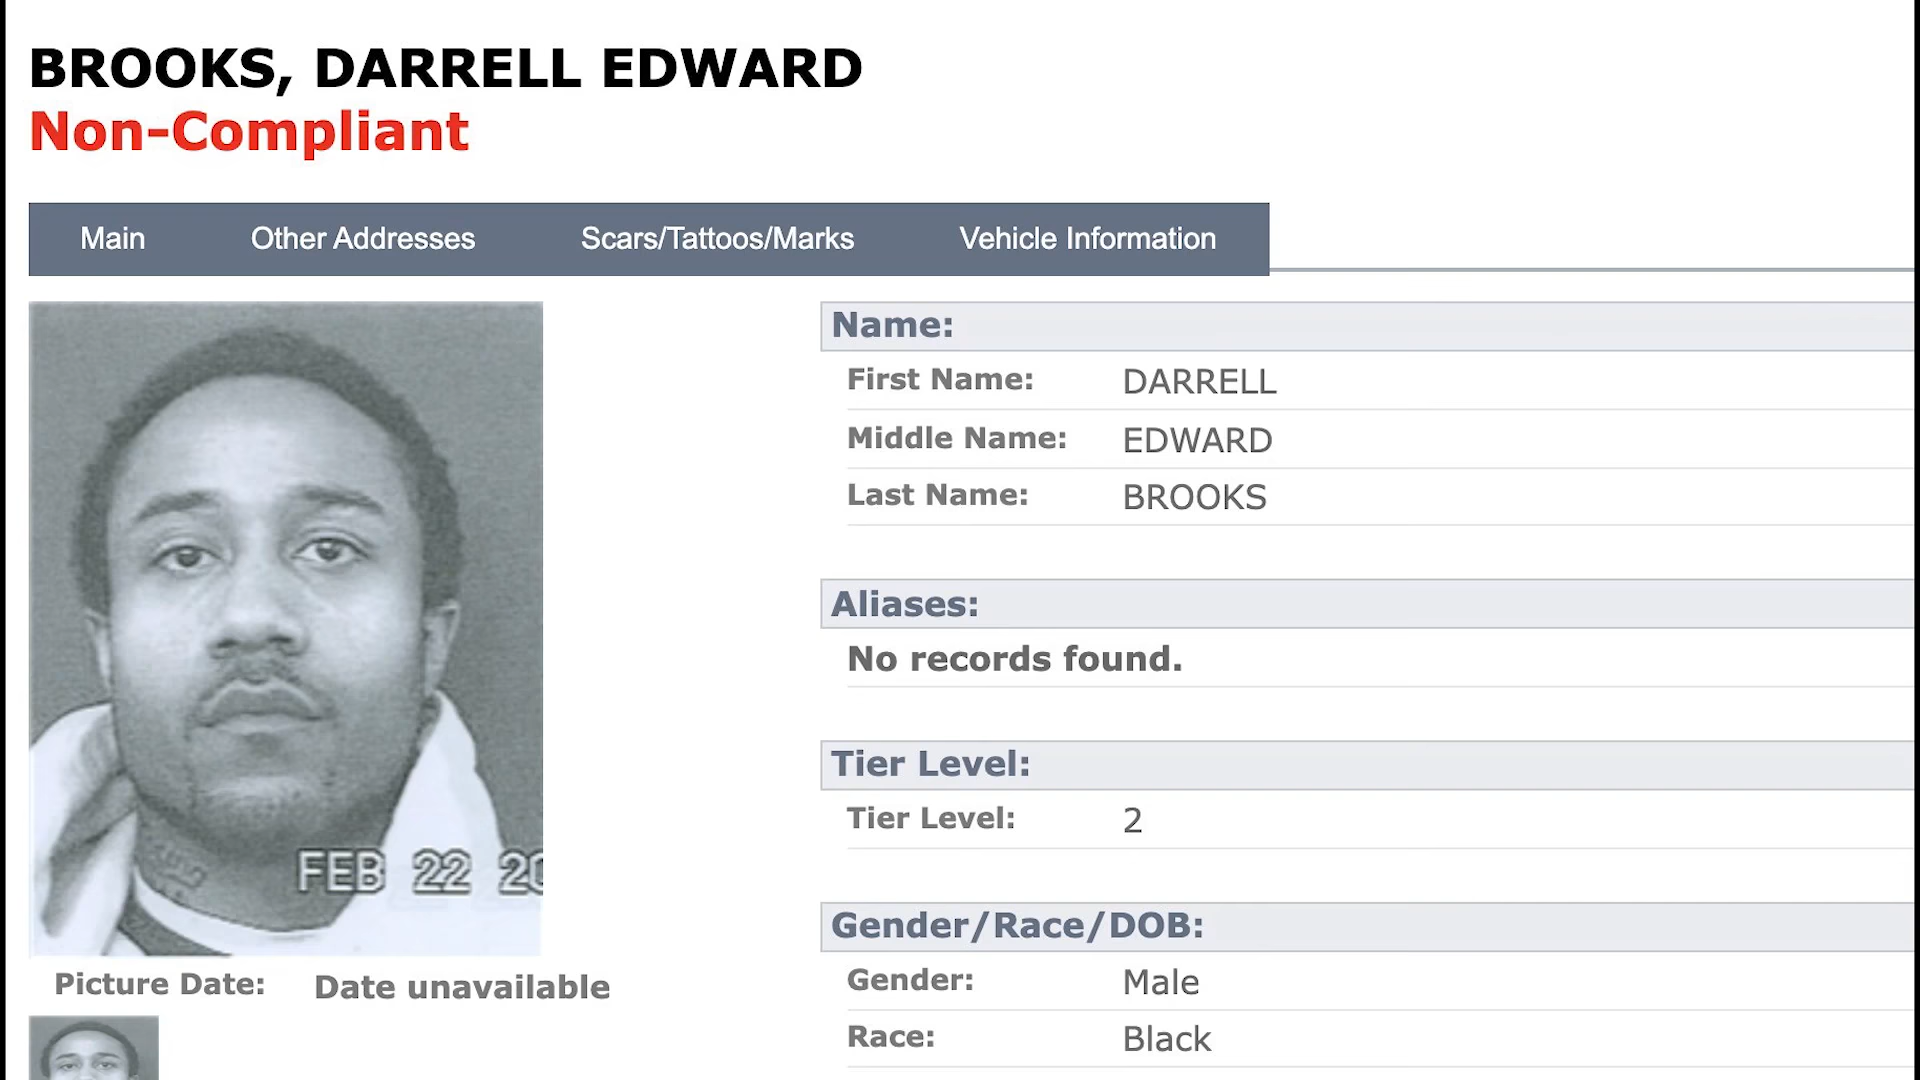 BROOKS, DARRELL EDWARD
Non-Compliant
Main Other Addresses Scars/Tattoos/Marks Vehicle Information
FEB 22 20
Picture Date: Date unavailable
Name:
First Name: DARRELL
Middle Name: EDWARD
Last Name: BROOKS
Aliases:
No records found.
Tier Level:
Tier Level: 2
Gender/Race/DOB:
Gender: Male
Race: Black